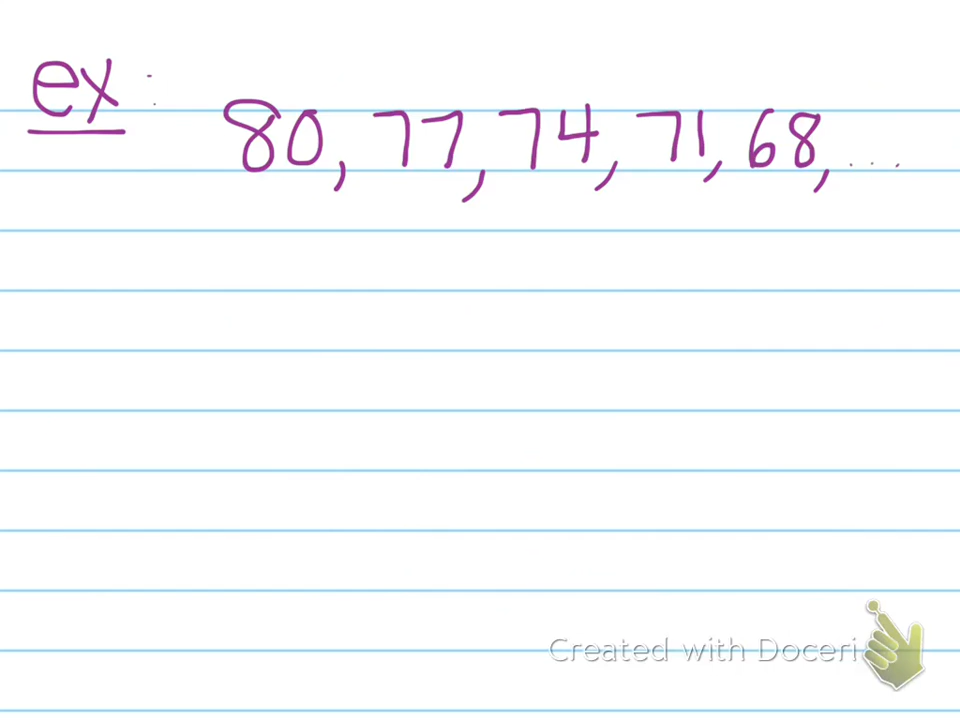 ex: 80, 77, 74, 71, 68, ...
Created with Doceri